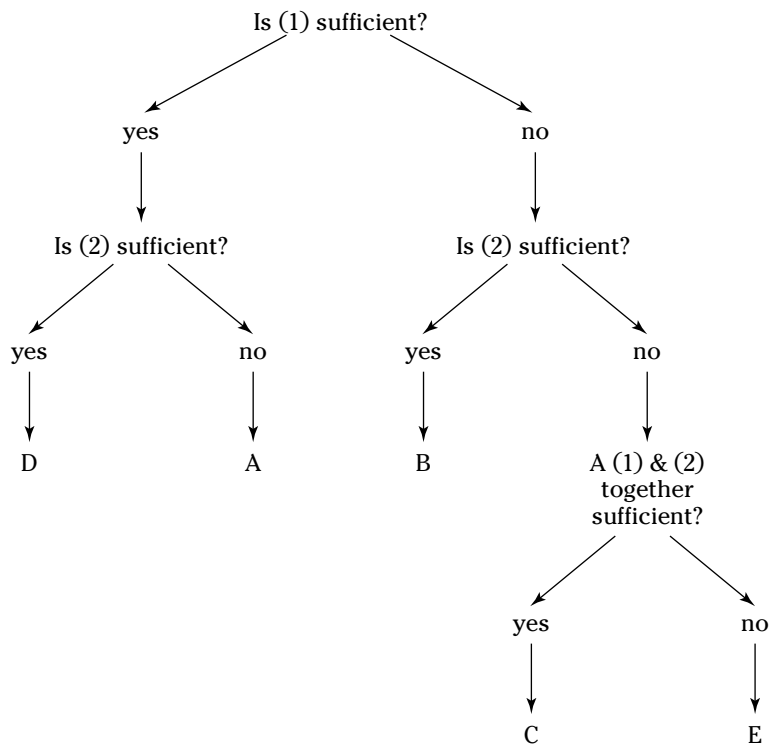 Is (1) sufficient?
yes
no
Is (2) sufficient?
Is (2) sufficient?
yes
no
yes
no
D
A
B
A (1) & (2)
together
sufficient?
yes
no
C
E